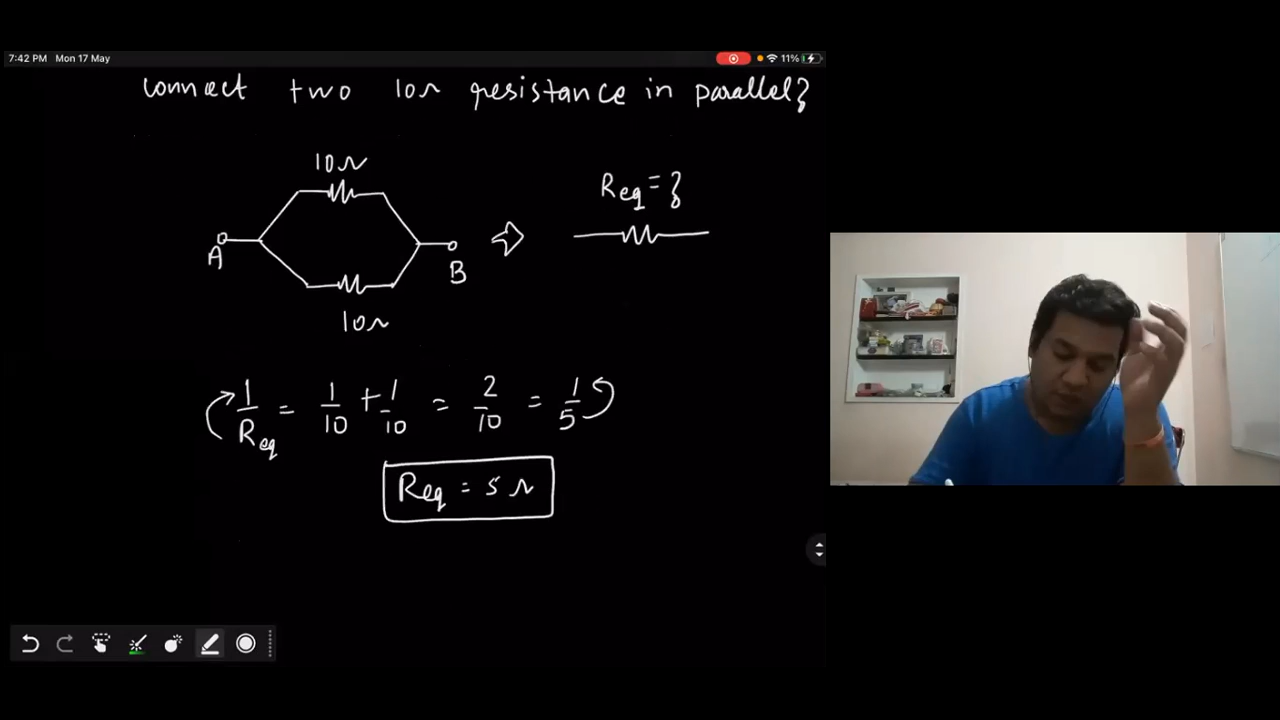 7:42 PM Mon 17 May
11%
connect two 10Ω resistance in parallel?
10Ω
Req = ?
A
B
10Ω
1/Req = 1/10 + 1/10 = 2/10 = 1/5
Req = 5 Ω